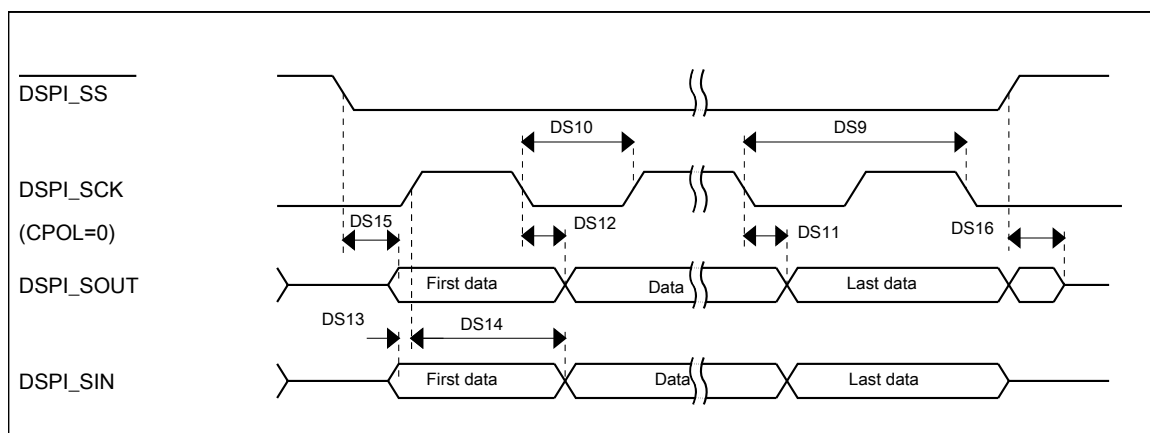 DSPI_SS
DS10
DS9
DSPI_SCK
DS15
DS12
DS11
DS16
(CPOL=0)
DSPI_SOUT
First data
Data
Last data
DS13
DS14
DSPI_SIN
First data
Data
Last data